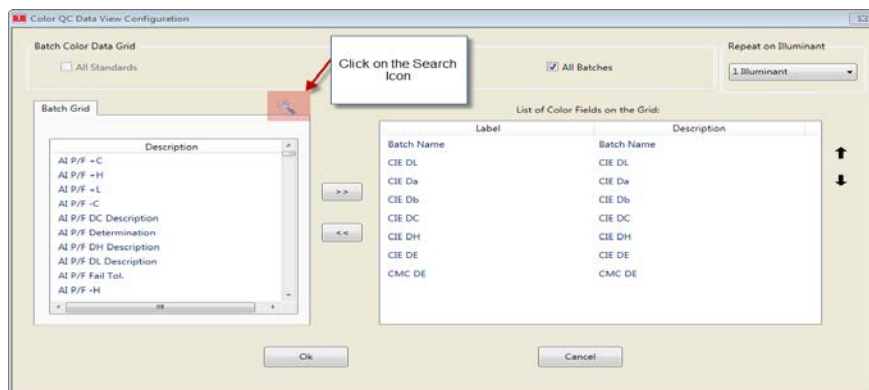 Color QC Data View Configuration
Batch Color Data Grid
All Standards
Click on the Search
Icon
All Batches
Repeat on Illuminant
1 Illuminant
Batch Grid
Description
AI P/F +C
AI P/F +H
AI P/F +L
AI P/F -C
AI P/F DC Description
AI P/F Determination
AI P/F DH Description
AI P/F DL Description
AI P/F Fail Tol.
AI P/F -H
>>
<<
List of Color Fields on the Grid:
Label Description
Batch Name Batch Name
CIE DL CIE DL
CIE Da CIE Da
CIE Db CIE Db
CIE DC CIE DC
CIE DH CIE DH
CIE DE CIE DE
CMC DE CMC DE
Ok Cancel